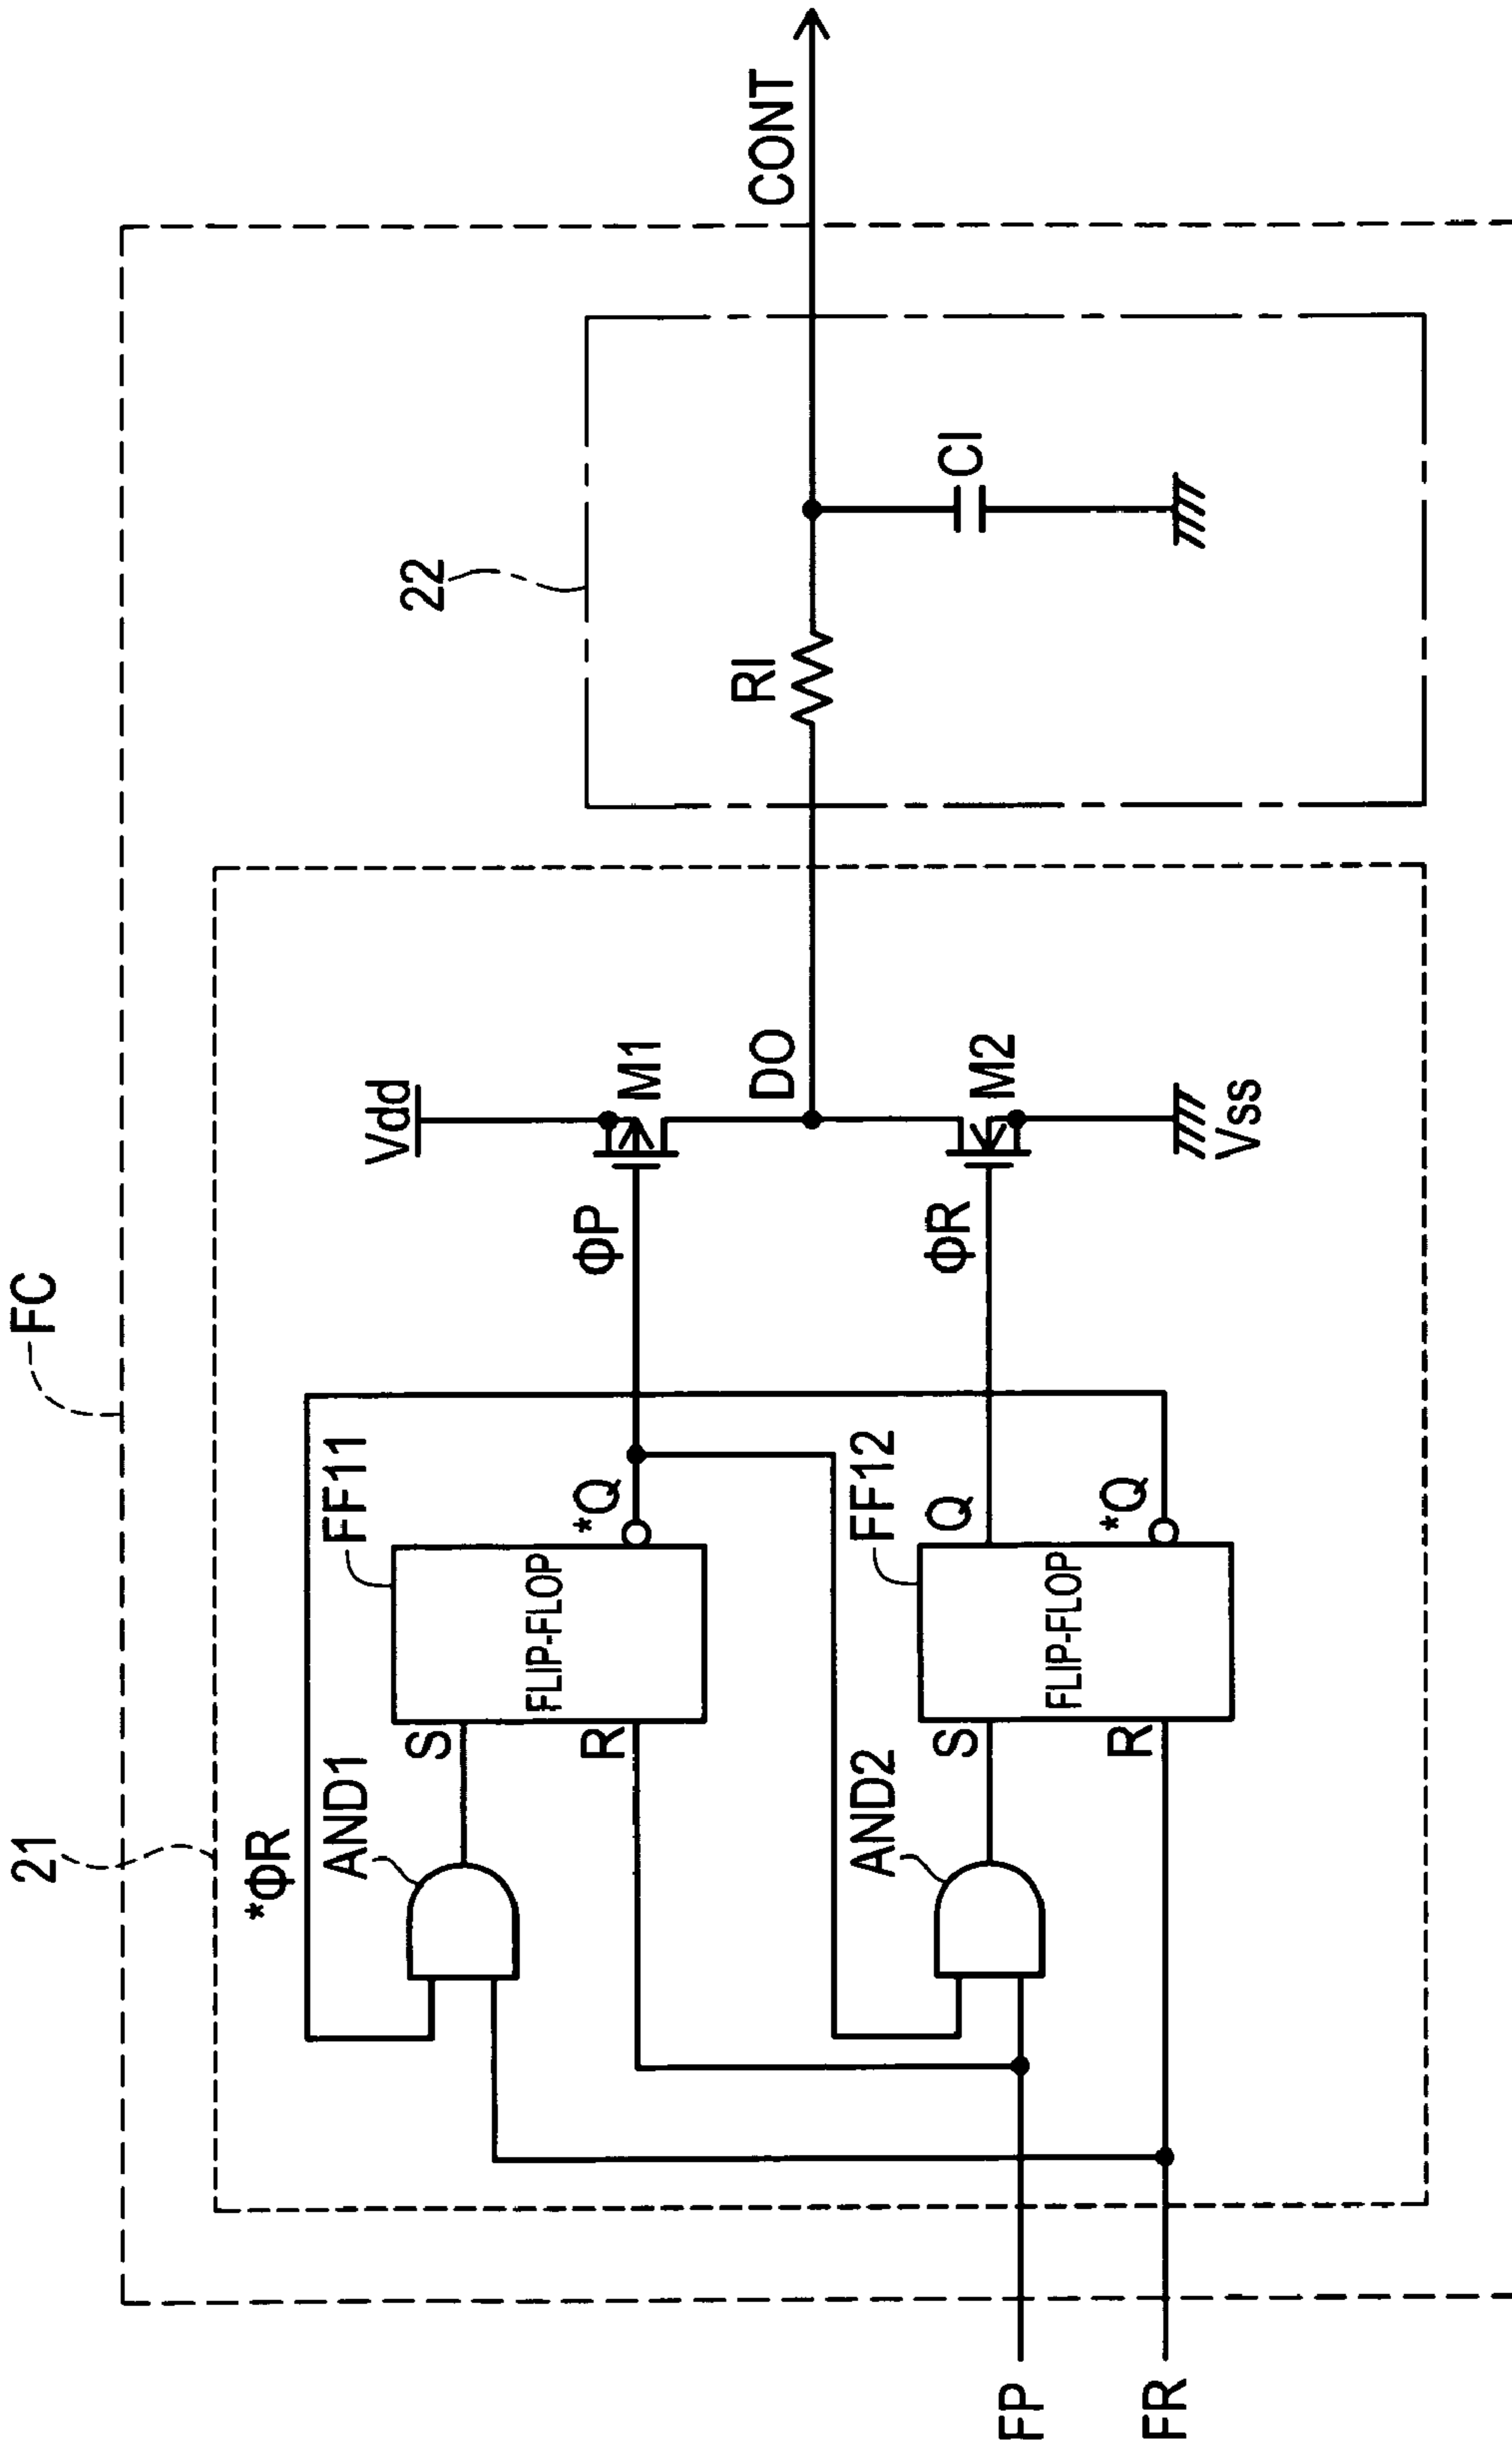 FC
21
22
*ΦR
AND1
S
R
FLIP-FLOP
FF11
*Q
ΦP
Vdd
M1
DO
RI
CI
CONT
AND2
S
R
FLIP-FLOP
FF12
Q
*Q
ΦR
M2
Vss
FP
FR